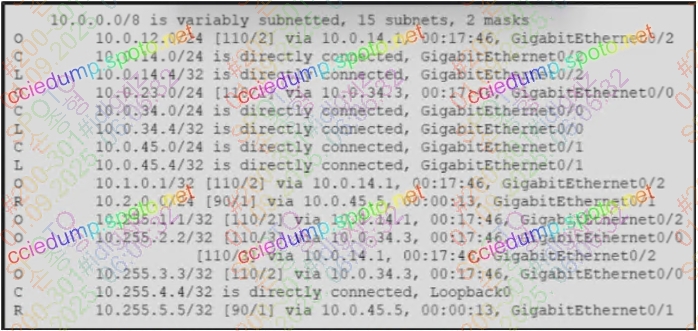 10.0.0.0/8 is variably subnetted, 15 subnets, 2 masks
O 10.0.12.0/24 [110/2] via 10.0.14.1, 00:17:46, GigabitEthernet0/2
C 10.0.14.0/24 is directly connected, GigabitEthernet0/2
L 10.0.14.4/32 is directly connected, GigabitEthernet0/2
O 10.0.23.0/24 [110/2] via 10.0.34.3, 00:17:46, GigabitEthernet0/0
C 10.0.34.0/24 is directly connected, GigabitEthernet0/0
L 10.0.34.4/32 is directly connected, GigabitEthernet0/0
C 10.0.45.0/24 is directly connected, GigabitEthernet0/1
L 10.0.45.4/32 is directly connected, GigabitEthernet0/1
O 10.1.0.1/32 [110/2] via 10.0.14.1, 00:17:46, GigabitEthernet0/2
R [90/1] via 10.0.45.5, 00:00:13, GigabitEthernet0/1
O 10.255.1.1/32 [110/2] via 10.0.14.1, 00:17:46, GigabitEthernet0/2
O 10.255.2.2/32 [110/3] via 10.0.34.3, 00:17:46, GigabitEthernet0/0
[110/3] via 10.0.14.1, 00:17:46, GigabitEthernet0/2
O 10.255.3.3/32 [110/2] via 10.0.34.3, 00:17:46, GigabitEthernet0/0
C 10.255.4.4/32 is directly connected, Loopback0
R 10.255.5.5/32 [90/1] via 10.0.45.5, 00:00:13, GigabitEthernet0/1
cciedump.spoto.net
cciedump.spoto.net
cciedump.spoto.net
cciedump.spoto.net
cciedump.spoto.net
cciedump.spoto.net